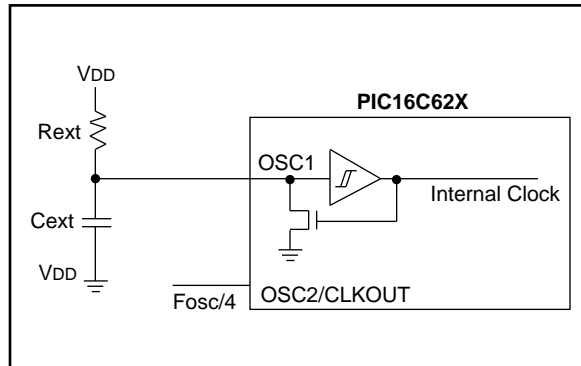 VDD
PIC16C62X
Rext
OSC1
Internal Clock
Cext
VDD
Fosc/4
OSC2/CLKOUT